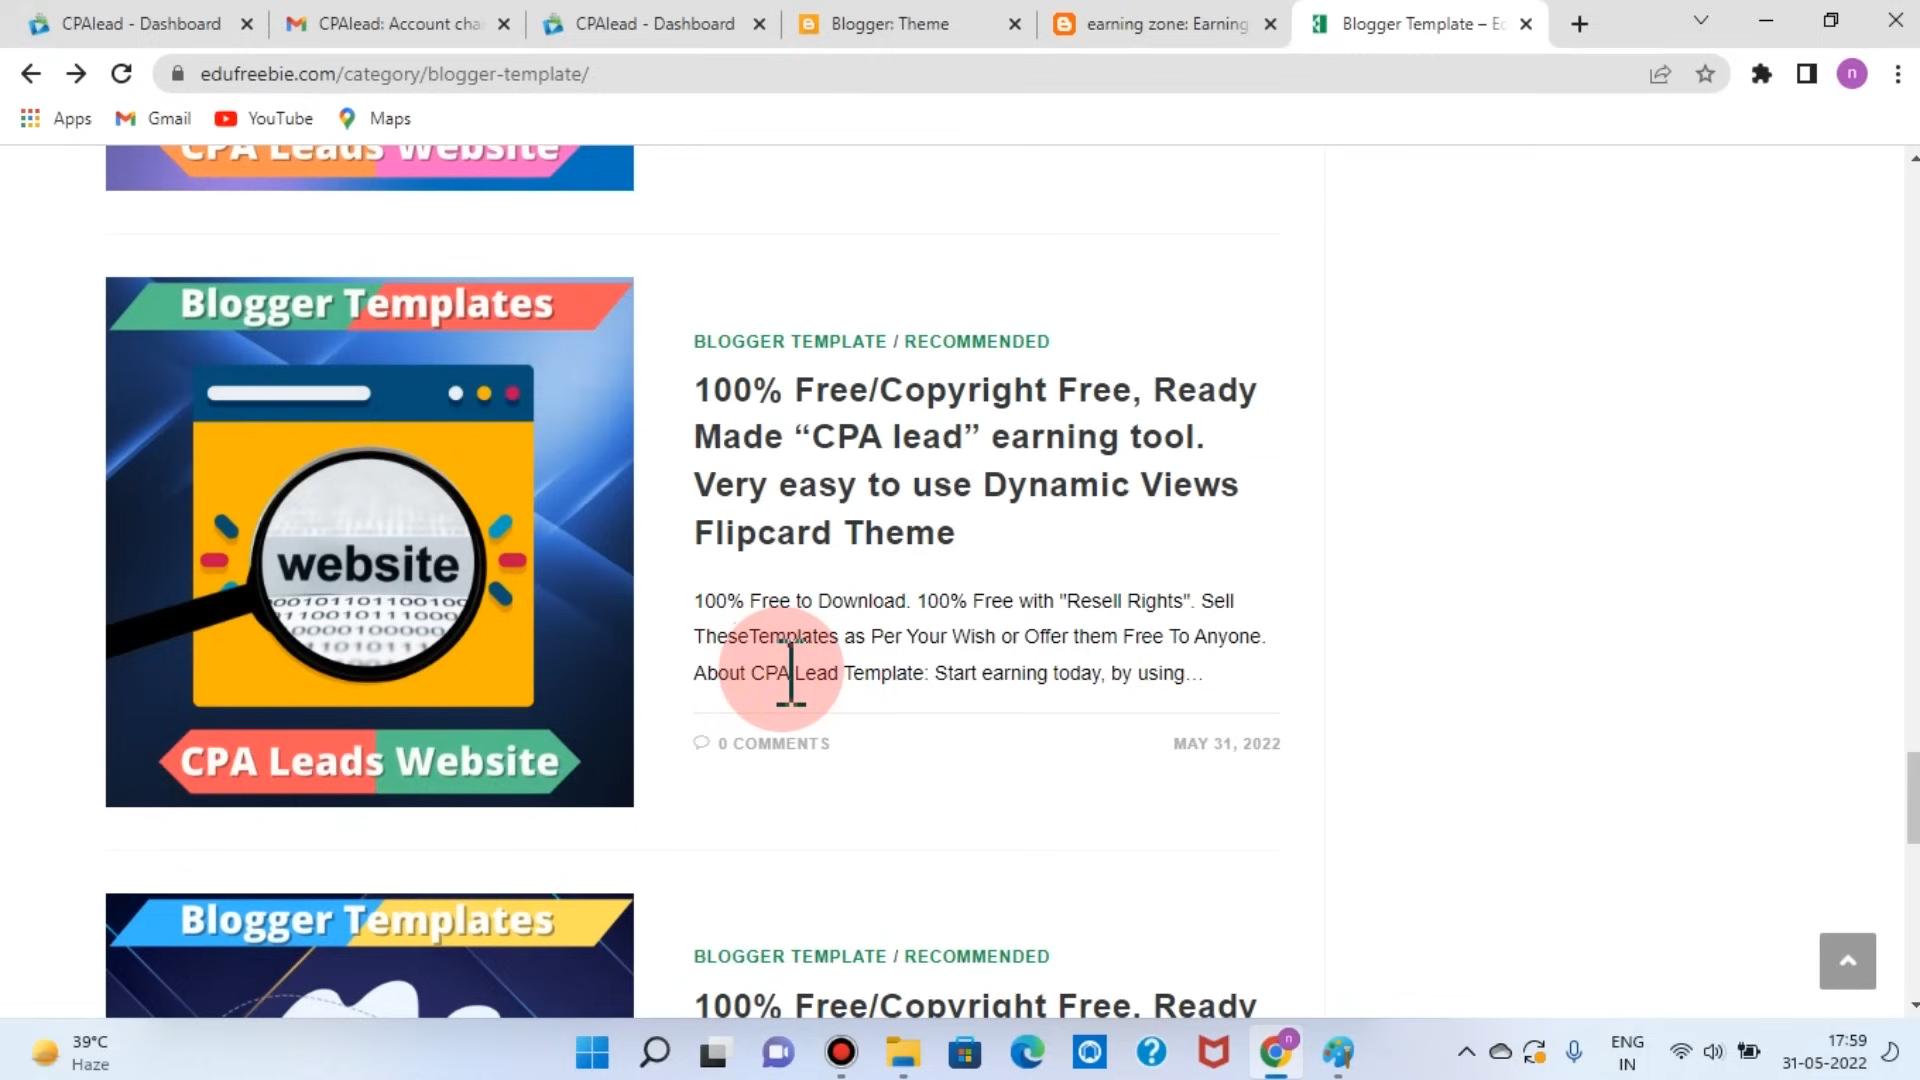 CPAlead - Dashboard
CPAlead: Account cha
CPAlead - Dashboard
Blogger: Theme
earning zone: Earning
Blogger Template – Ed
edufreebie.com/category/blogger-template/
n
Apps
Gmail
YouTube
Maps
CPA Leads Website
Blogger Templates
website
CPA Leads Website
BLOGGER TEMPLATE / RECOMMENDED
100% Free/Copyright Free, Ready
Made “CPA lead” earning tool.
Very easy to use Dynamic Views
Flipcard Theme
100% Free to Download. 100% Free with "Resell Rights". Sell
TheseTemplates as Per Your Wish or Offer them Free To Anyone.
About CPA Lead Template: Start earning today, by using…
0 COMMENTS
MAY 31, 2022
Blogger Templates
BLOGGER TEMPLATE / RECOMMENDED
100% Free/Copyright Free, Ready
39°C
Haze
n
ENG
IN
17:59
31-05-2022